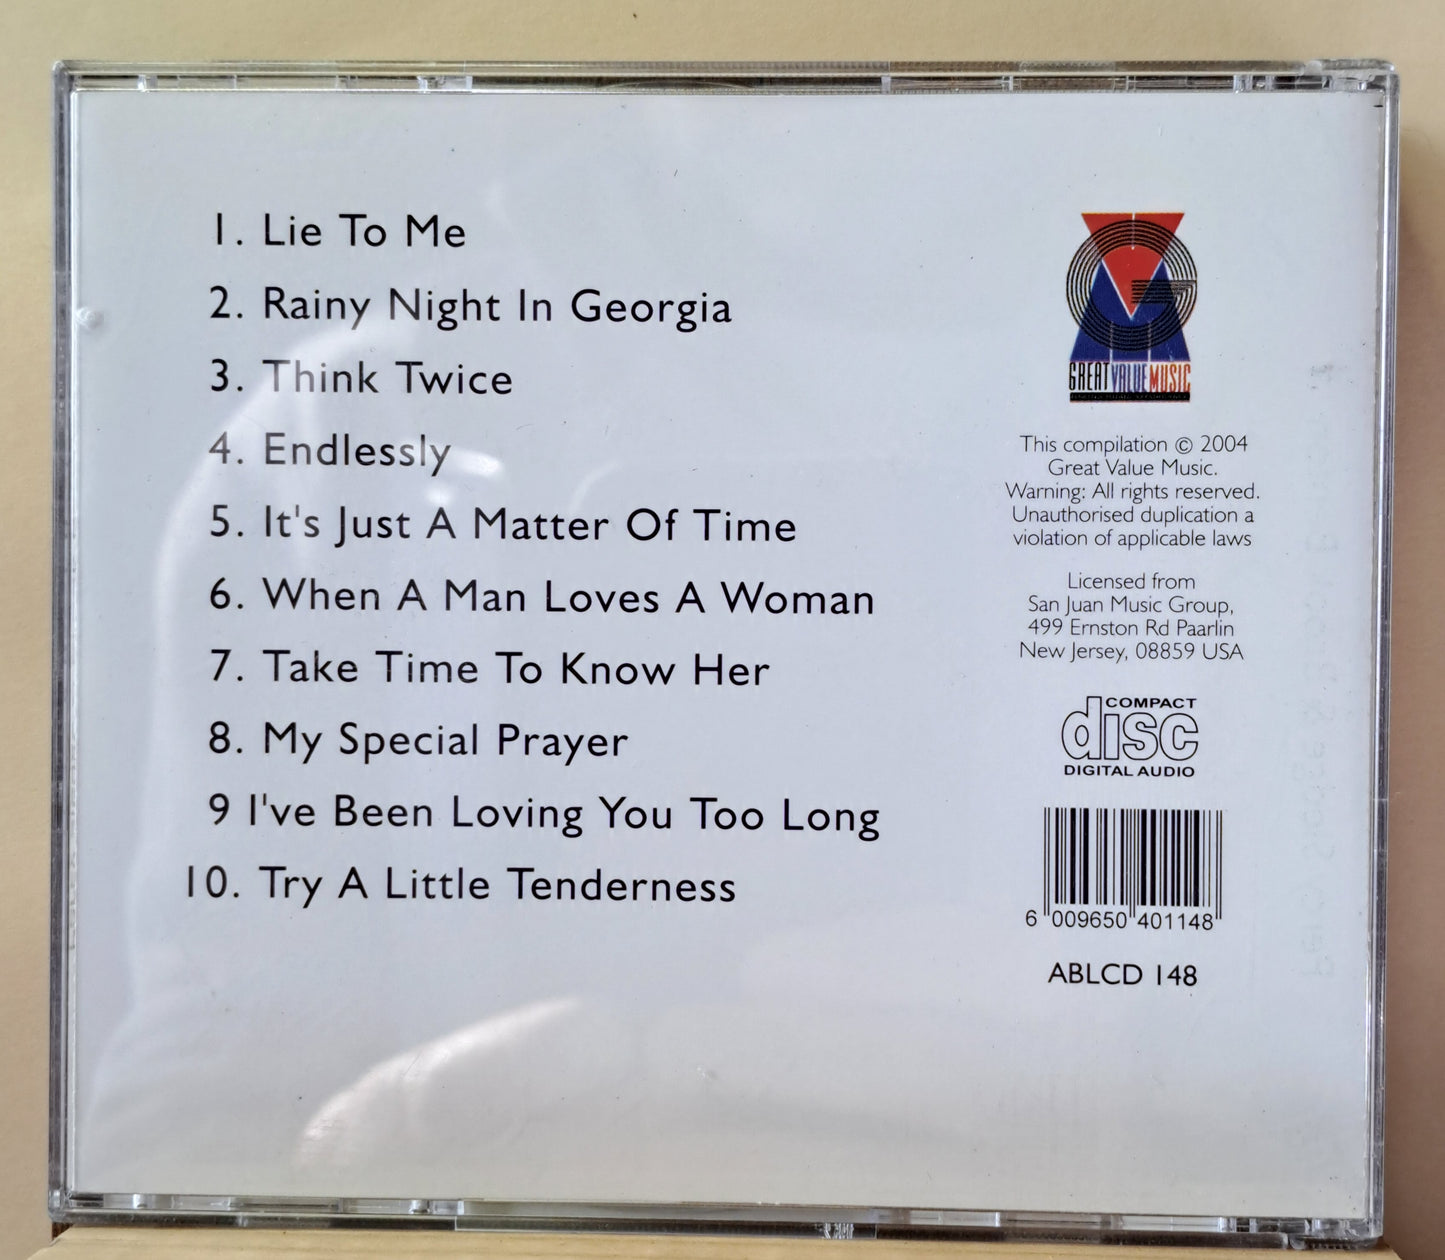 1. Lie To Me
2. Rainy Night In Georgia
3. Think Twice
4. Endlessly
5. It's Just A Matter Of Time
6. When A Man Loves A Woman
7. Take Time To Know Her
8. My Special Prayer
9 I've Been Loving You Too Long
10. Try A Little Tenderness
GREATVALUEMUSIC
This compilation © 2004
Great Value Music.
Warning: All rights reserved.
Unauthorised duplication a
violation of applicable laws
Licensed from
San Juan Music Group,
499 Ernston Rd Paarlin
New Jersey, 08859 USA
COMPACT
disc
DIGITAL AUDIO
6 009650 401148
ABLCD 148